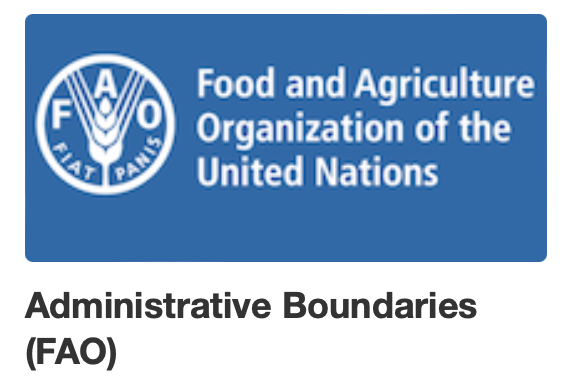 F A O
FIAT PANIS
Food and Agriculture
Organization of the
United Nations
Administrative Boundaries
(FAO)